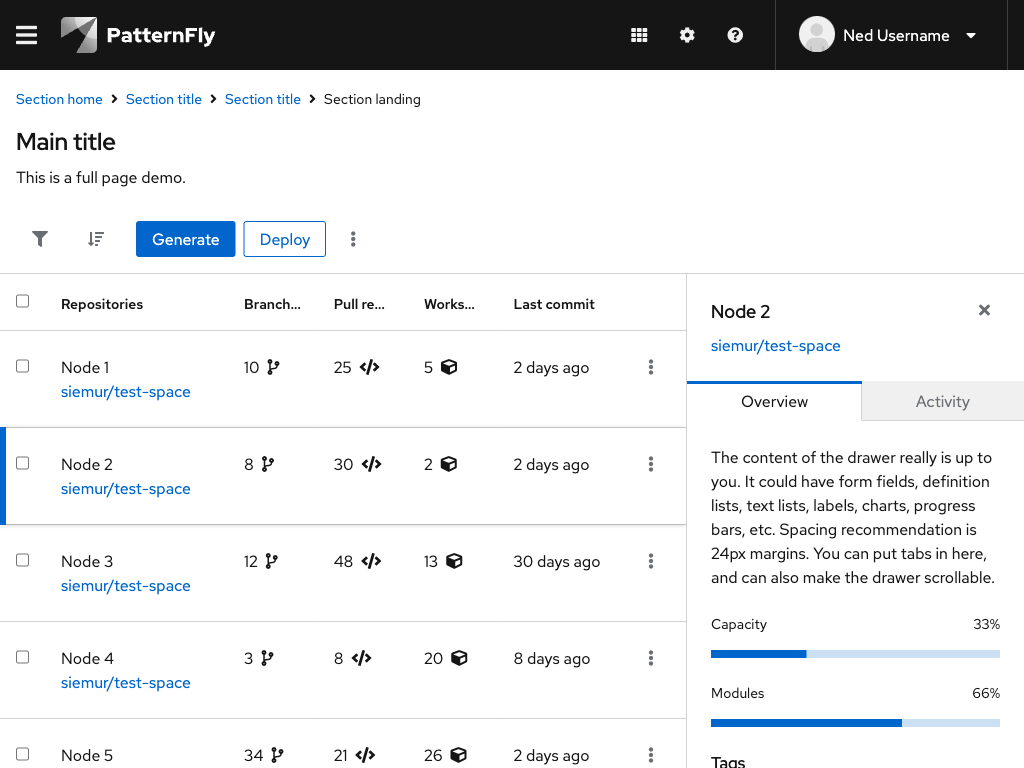 PatternFly
Ned Username
Section home Section title Section title Section landing
Main title
This is a full page demo.
Generate Deploy
Repositories Branch... Pull re... Works... Last commit
Node 1 10 25 5 2 days ago
siemur/test-space
Node 2 8 30 2 2 days ago
siemur/test-space
Node 3 12 48 13 30 days ago
siemur/test-space
Node 4 3 8 20 8 days ago
siemur/test-space
Node 5 34 21 26 2 days ago
Node 2
siemur/test-space
Overview Activity
The content of the drawer really is up to
you. It could have form fields, definition
lists, text lists, labels, charts, progress
bars, etc. Spacing recommendation is
24px margins. You can put tabs in here,
and can also make the drawer scrollable.
Capacity 33%
Modules 66%
Tags